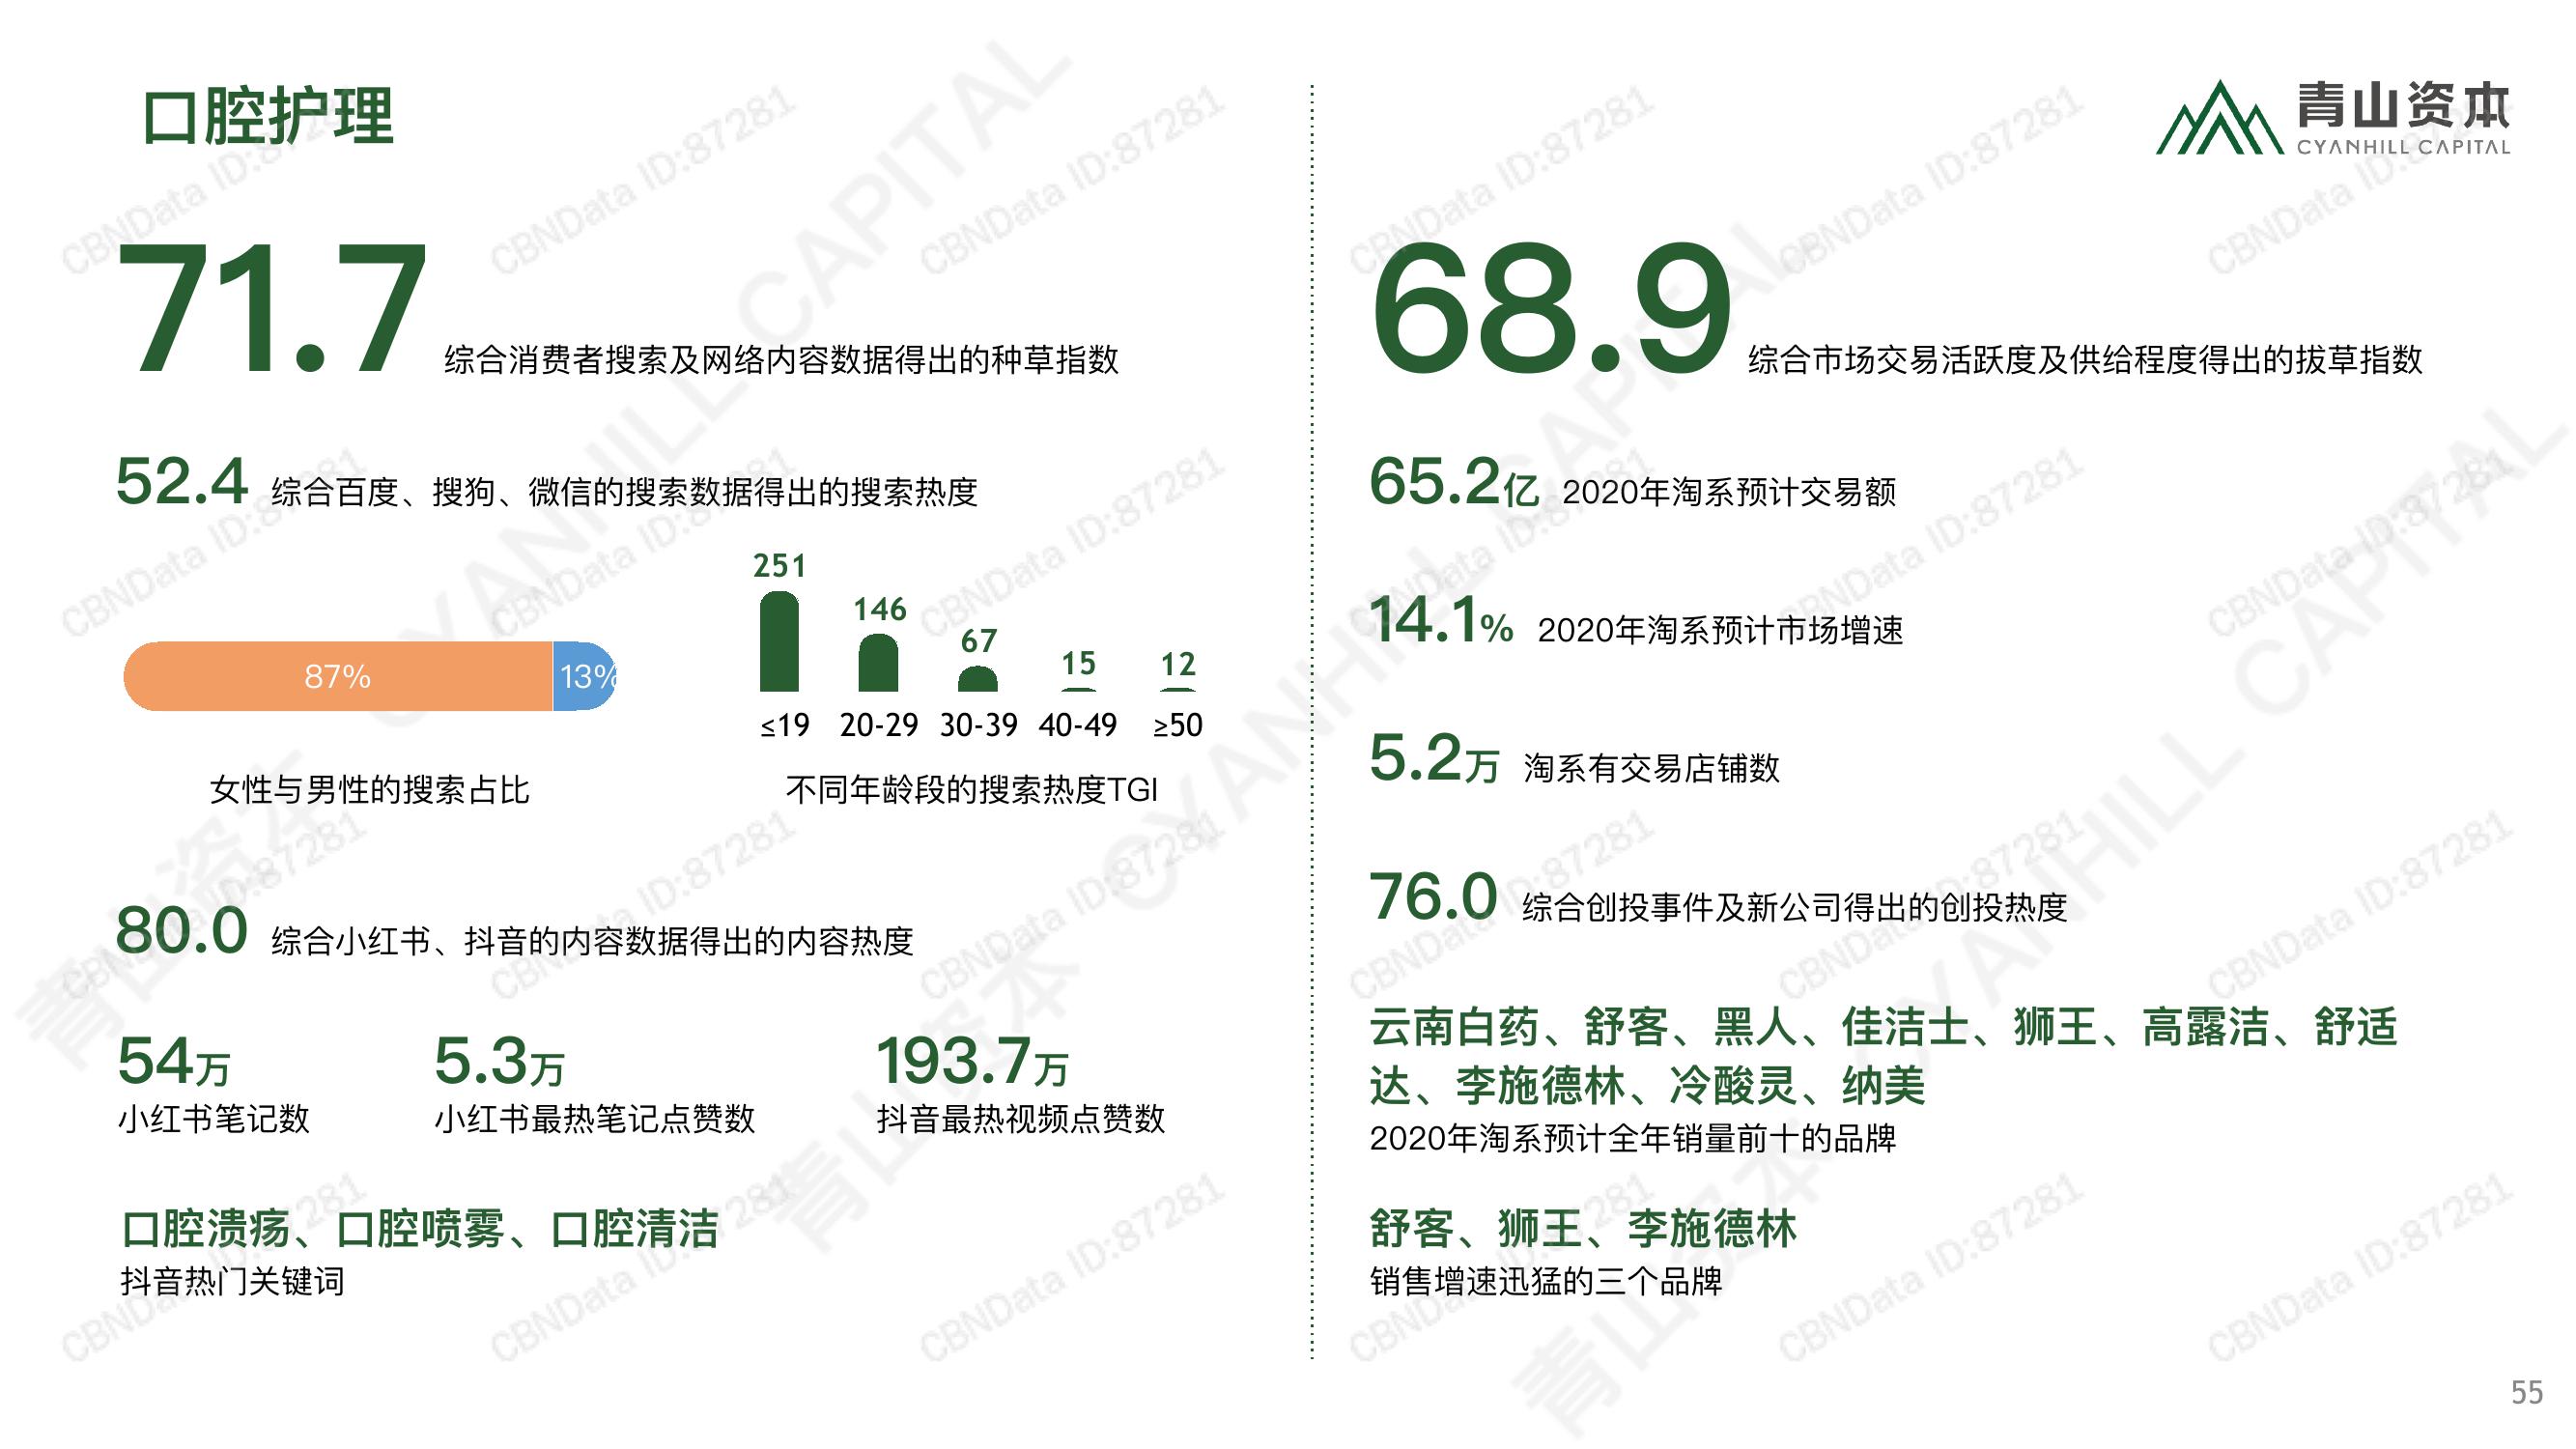 口腔护理
青山资本
CYANHILL CAPITAL
71.7 综合消费者搜索及网络内容数据得出的种草指数
52.4 综合百度、搜狗、微信的搜索数据得出的搜索热度
87% 13%
女性与男性的搜索占比
251 146 67 15 12
≤19 20-29 30-39 40-49 ≥50
不同年龄段的搜索热度TGI
80.0 综合小红书、抖音的内容数据得出的内容热度
54万
小红书笔记数
5.3万
小红书最热笔记点赞数
193.7万
抖音最热视频点赞数
口腔溃疡、口腔喷雾、口腔清洁
抖音热门关键词
68.9 综合市场交易活跃度及供给程度得出的拔草指数
65.2亿 2020年淘系预计交易额
14.1% 2020年淘系预计市场增速
5.2万 淘系有交易店铺数
76.0 综合创投事件及新公司得出的创投热度
云南白药、舒客、黑人、佳洁士、狮王、高露洁、舒适
达、李施德林、冷酸灵、纳美
2020年淘系预计全年销量前十的品牌
舒客、狮王、李施德林
销售增速迅猛的三个品牌
55
CBNData ID:87281
青山资本 CYANHILL CAPITAL